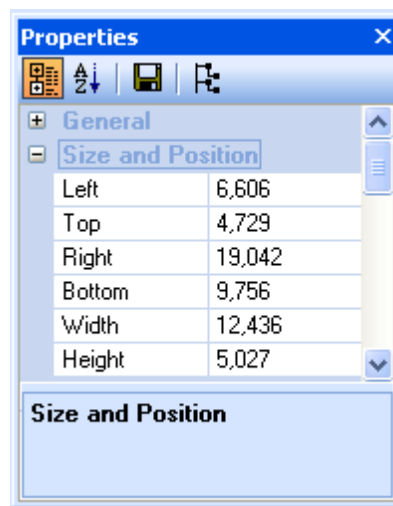 Properties
General
Size and Position
Left 6,606
Top 4,729
Right 19,042
Bottom 9,756
Width 12,436
Height 5,027
Size and Position